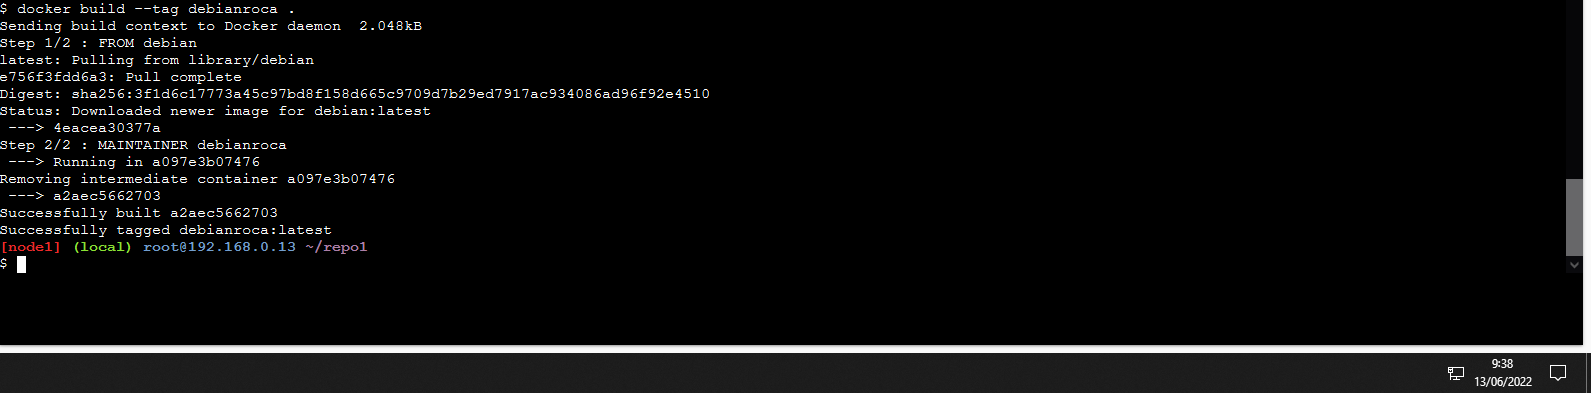 $ docker build --tag debianroca .
Sending build context to Docker daemon  2.048kB
Step 1/2 : FROM debian
latest: Pulling from library/debian
e756f3fdd6a3: Pull complete
Digest: sha256:3f1d6c17773a45c97bd8f158d665c9709d7b29ed7917ac934086ad96f92e4510
Status: Downloaded newer image for debian:latest
 ---> 4eacea30377a
Step 2/2 : MAINTAINER debianroca
 ---> Running in a097e3b07476
Removing intermediate container a097e3b07476
 ---> a2aec5662703
Successfully built a2aec5662703
Successfully tagged debianroca:latest
[node1] (local) root@192.168.0.13 ~/repo1
$
9:38
13/06/2022